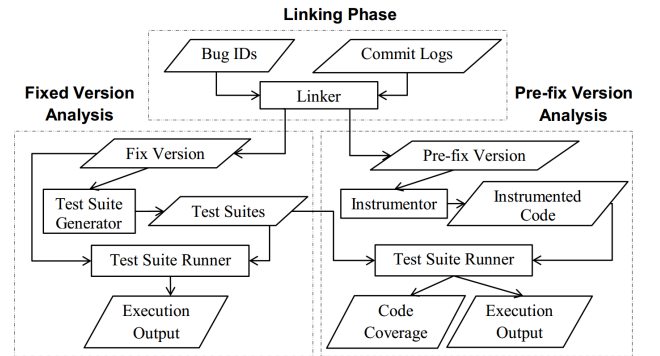 Linking Phase
Bug IDs
Commit Logs
Linker
Fixed Version
Analysis
Pre-fix Version
Analysis
Fix Version
Pre-fix Version
Test Suite
Generator
Test Suites
Instrumentor
Instrumented
Code
Test Suite Runner
Test Suite Runner
Execution
Output
Code
Coverage
Execution
Output